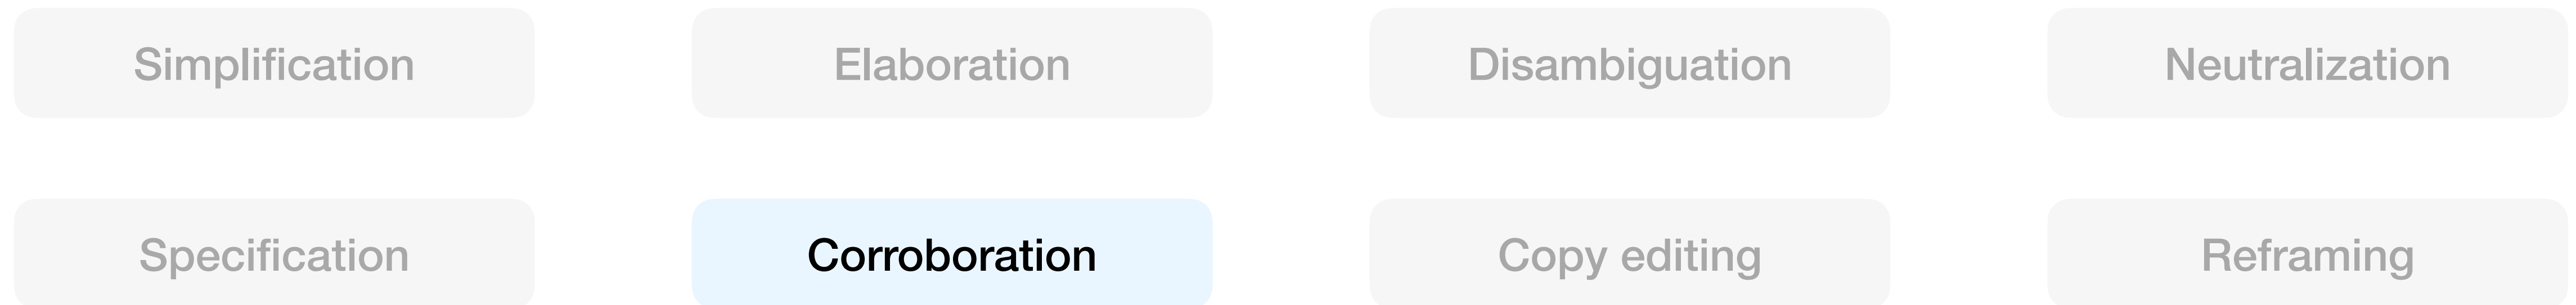 Simplification
Elaboration
Disambiguation
Neutralization
Specification
Corroboration
Copy editing
Reframing